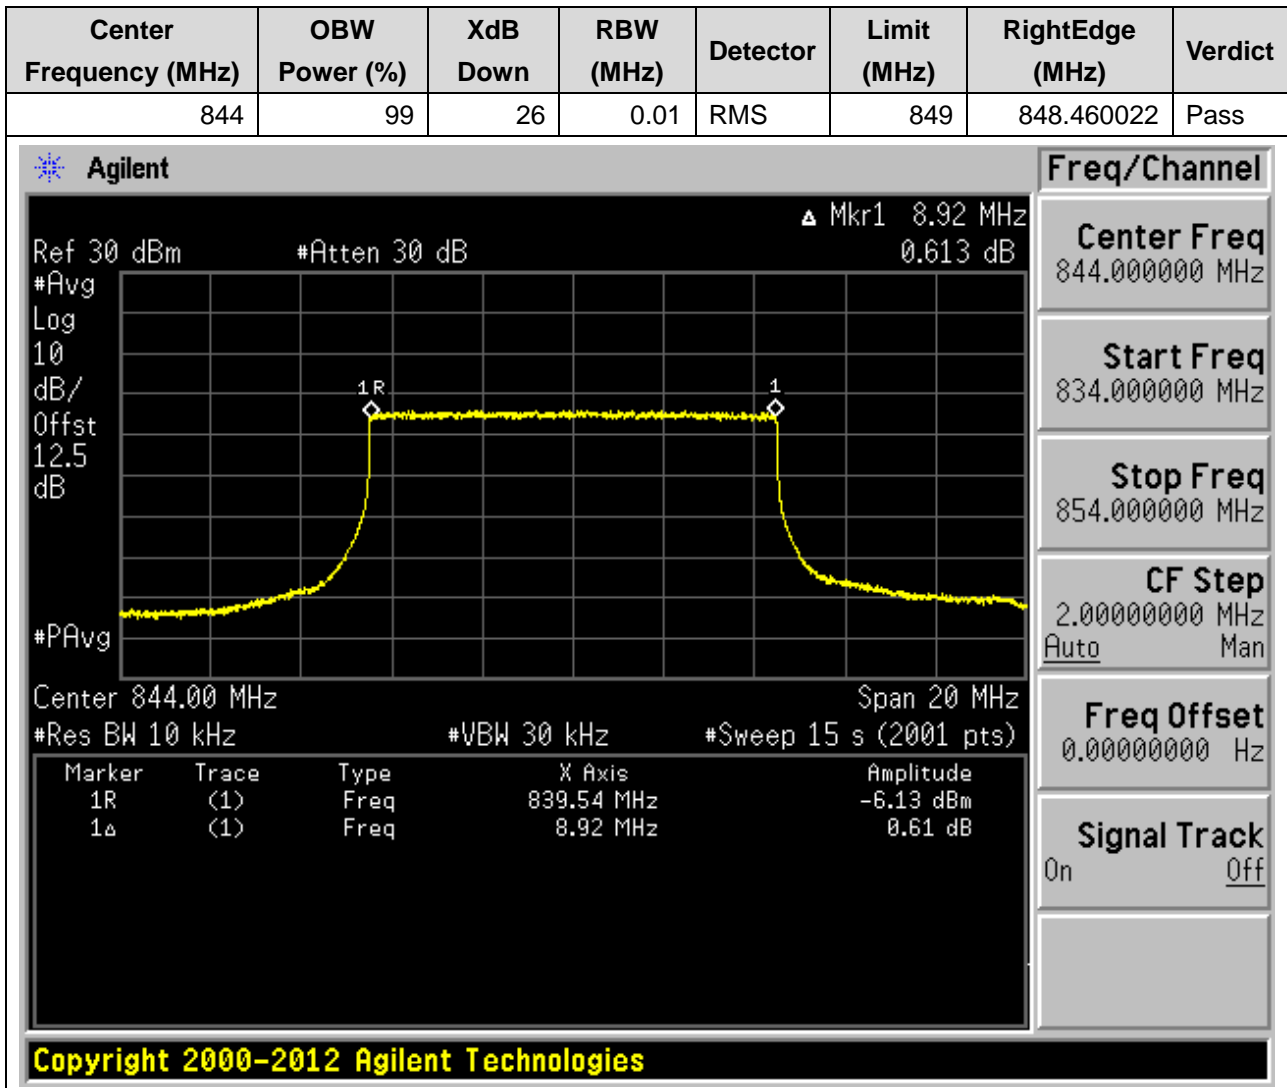 Center Frequency (MHz) OBW Power (%) XdB Down RBW (MHz) Detector Limit (MHz) RightEdge (MHz) Verdict
844 99 26 0.01 RMS 849 848.460022 Pass
Agilent
Freq/Channel
Δ Mkr1 8.92 MHz
Ref 30 dBm #Atten 30 dB 0.613 dB
#Avg
Log
10
dB/
Offst
12.5
dB
1R 1
#PAvg
Center 844.00 MHz Span 20 MHz
#Res BW 10 kHz #VBW 30 kHz #Sweep 15 s (2001 pts)
Marker Trace Type X Axis Amplitude
1R (1) Freq 839.54 MHz -6.13 dBm
1Δ (1) Freq 8.92 MHz 0.61 dB
Center Freq
844.000000 MHz
Start Freq
834.000000 MHz
Stop Freq
854.000000 MHz
CF Step
2.00000000 MHz
Auto Man
Freq Offset
0.00000000 Hz
Signal Track
On Off
Copyright 2000-2012 Agilent Technologies